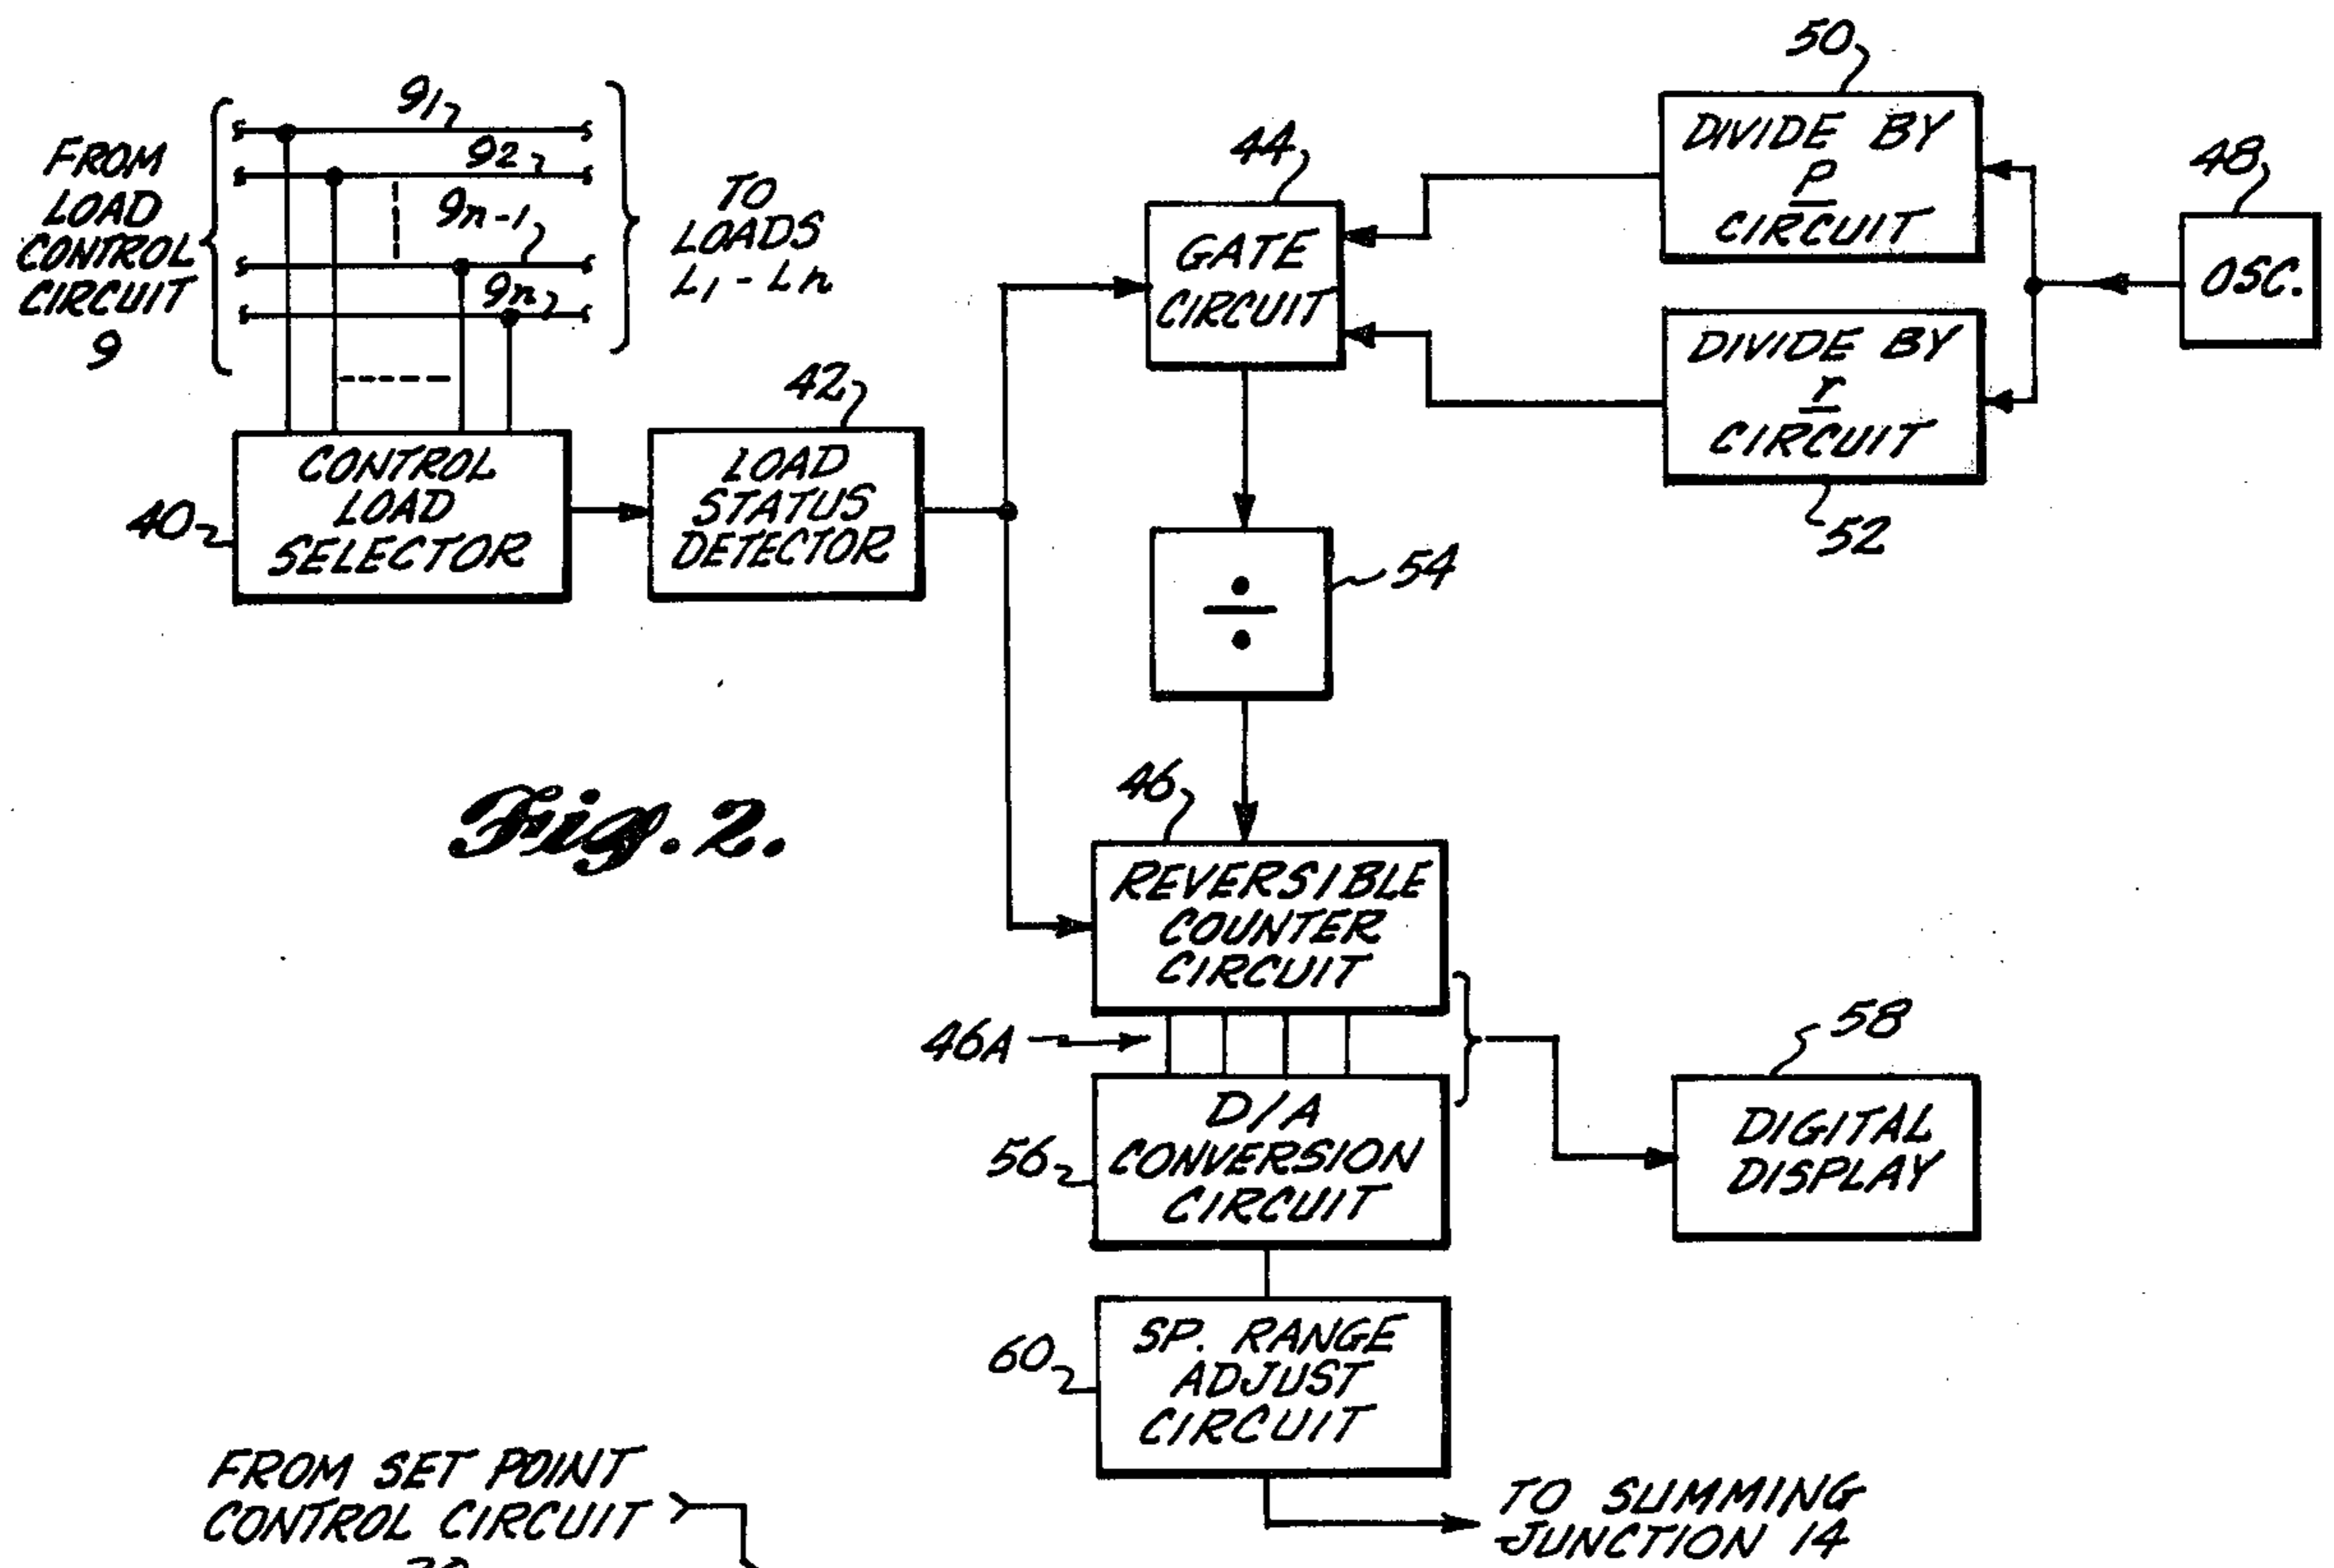 FROM
LOAD
CONTROL
CIRCUIT
9
91
92
9n-1
9n
TO
LOADS
L1 - Ln
40
CONTROL
LOAD
SELECTOR
42
LOAD
STATUS
DETECTOR
44
GATE
CIRCUIT
50
DIVIDE BY
P
CIRCUIT
48
OSC.
DIVIDE BY
r
CIRCUIT
52
÷
54
Fig. 2.
46
REVERSIBLE
COUNTER
CIRCUIT
46A
56
D/A
CONVERSION
CIRCUIT
58
DIGITAL
DISPLAY
60
SP. RANGE
ADJUST
CIRCUIT
TO SUMMING
JUNCTION 14
FROM SET POINT
CONTROL CIRCUIT